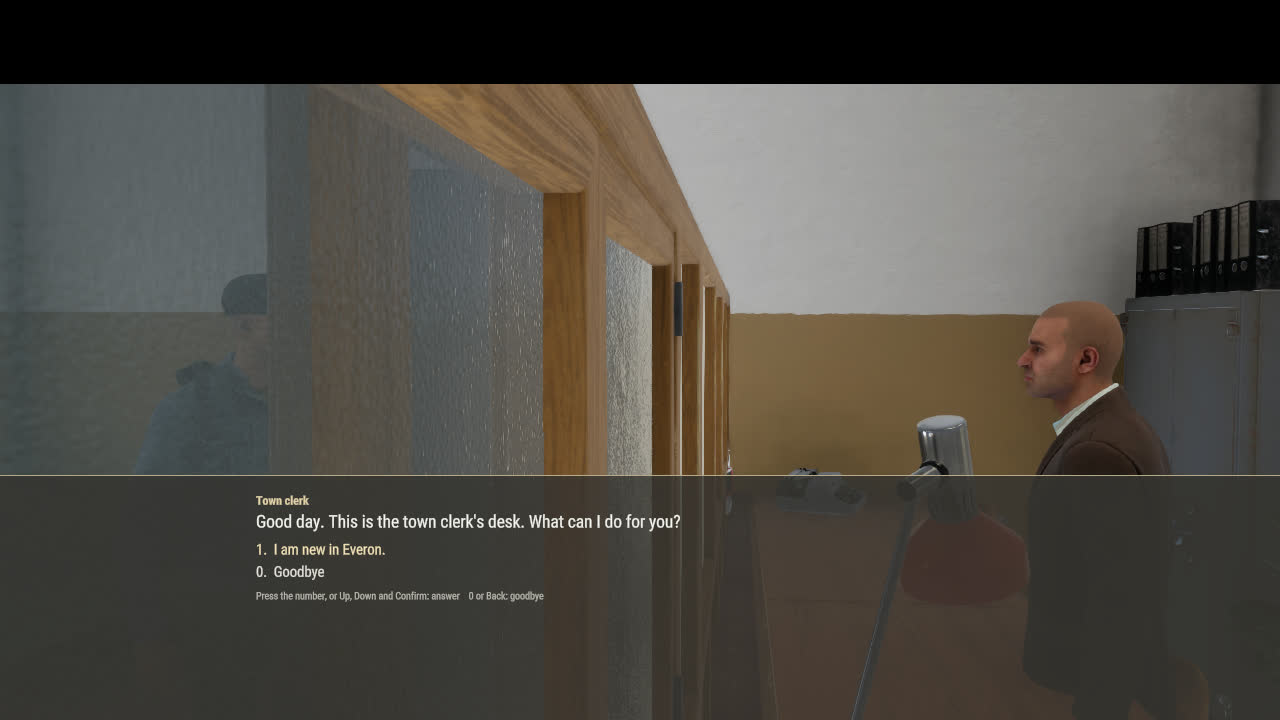 Town clerk
Good day. This is the town clerk's desk. What can I do for you?
1. I am new in Everon.
0. Goodbye
Press the number, or Up, Down and Confirm: answer 0 or Back: goodbye